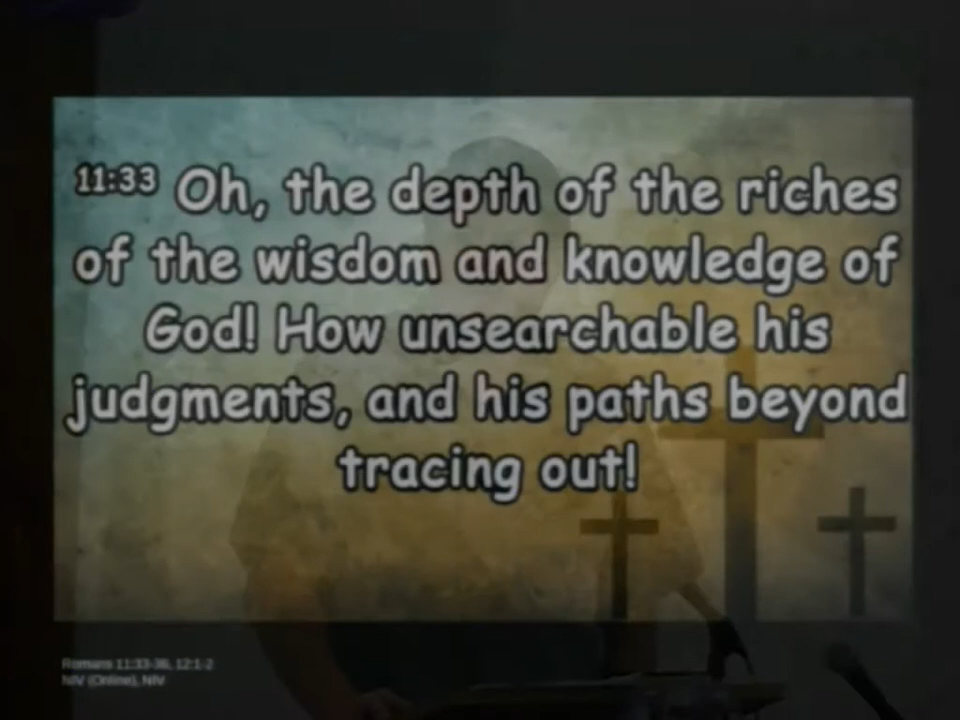 11:33 Oh, the depth of the riches
of the wisdom and knowledge of
God! How unsearchable his
judgments, and his paths beyond
tracing out!
Romans 11:33-36, 12:1-2
NIV (Online), NIV